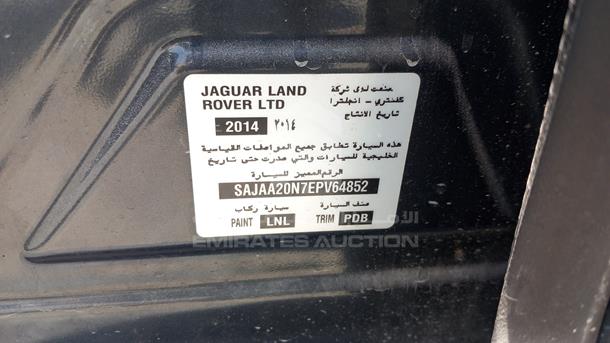 JAGUAR LAND
ROVER LTD
صنعت لدى شركة
كفنتري - انجلترا
تاريخ الانتاج
2014 ٢٠١٤
هذه السيارة تطابق جميع المواصفات القياسية
الخليجية للسيارات والتي صدرت حتى تاريخ
الرقم المميز للسيارة
SAJAA20N7EPV64852
سيارة ركاب صنف السيارة
PAINT LNL TRIM PDB
EMIRATES AUCTION